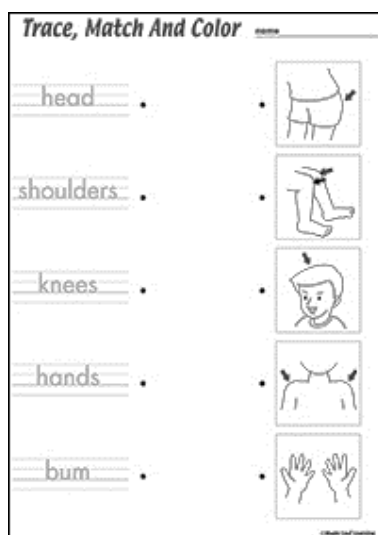 Trace, Match And Color name
head
shoulders
knees
hands
bum